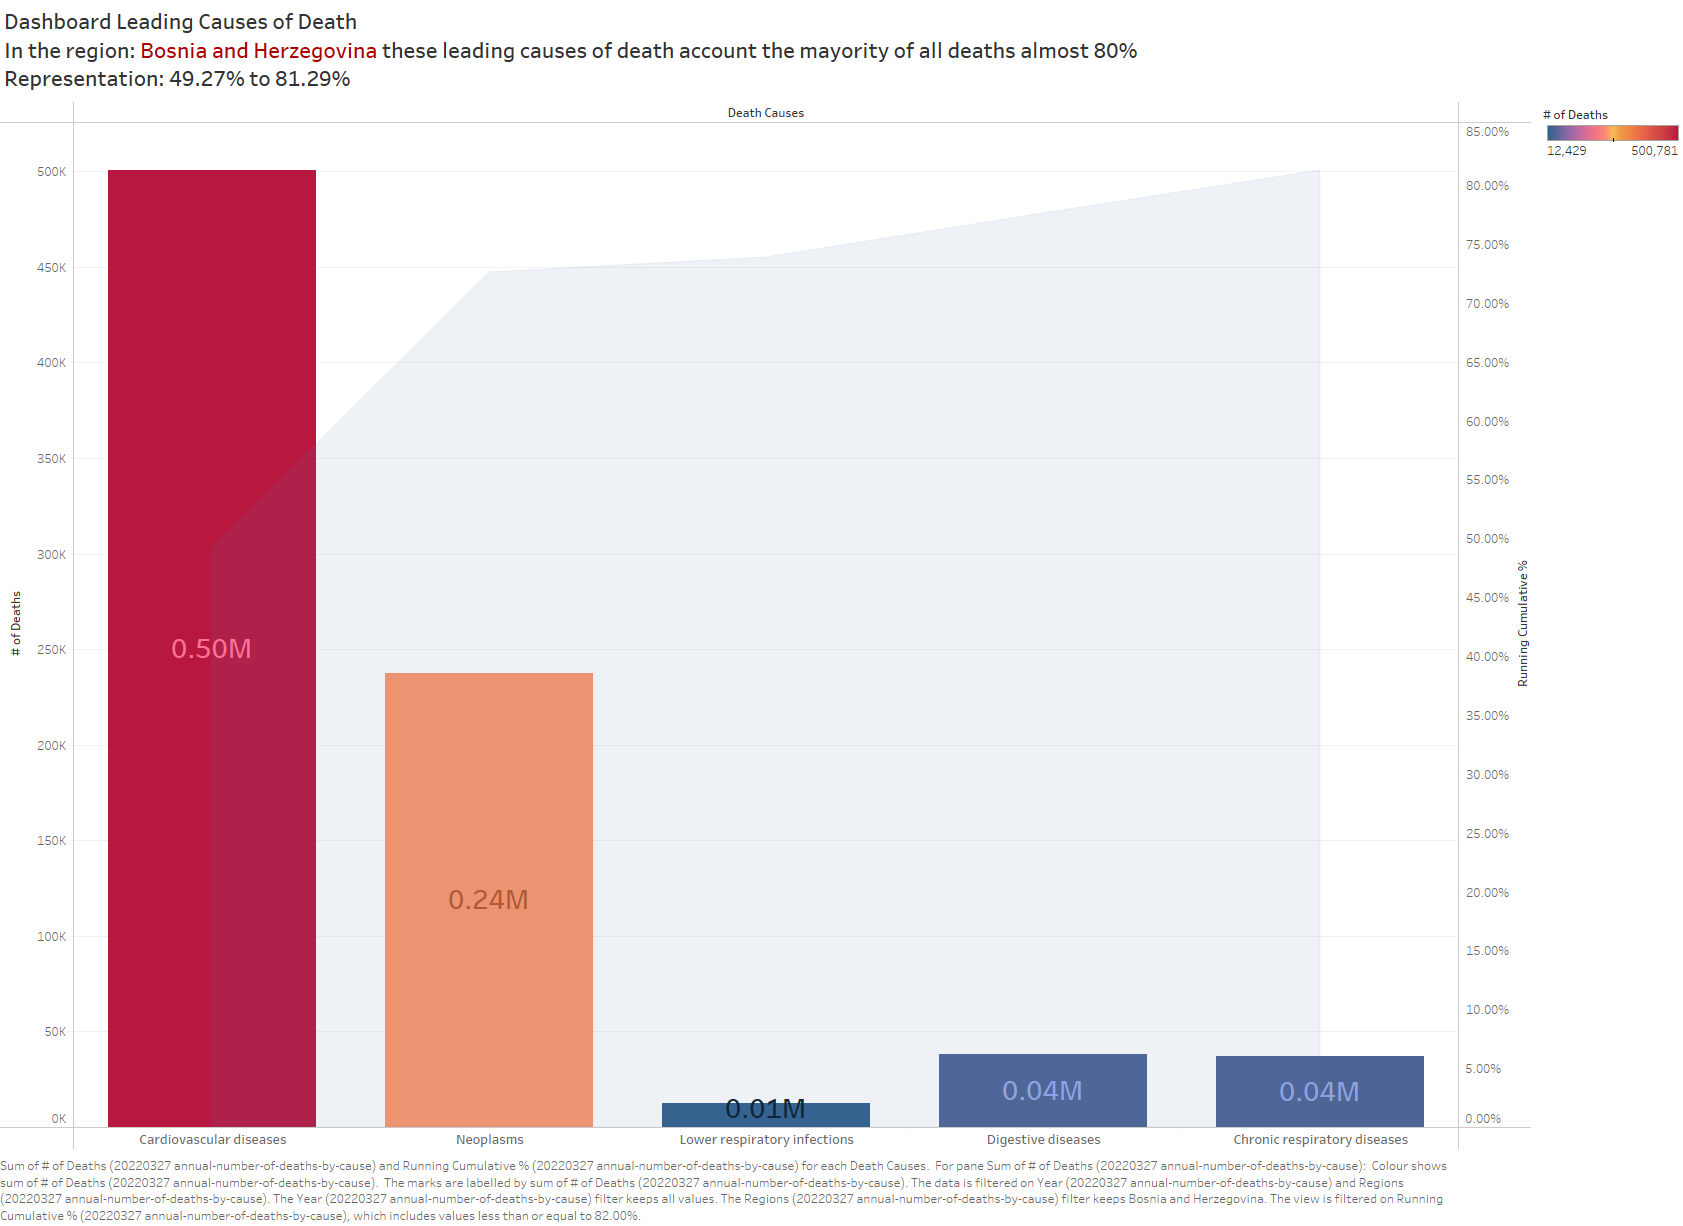 Dashboard Leading Causes of Death
In the region: Bosnia and Herzegovina these leading causes of death account the mayority of all deaths almost 80%
Representation: 49.27% to 81.29%
Death Causes
# of Deaths
12,429 500,781
500K
450K
400K
350K
300K
250K
200K
150K
100K
50K
0K
# of Deaths
0.50M
0.24M
0.01M
0.04M
0.04M
85.00%
80.00%
75.00%
70.00%
65.00%
60.00%
55.00%
50.00%
45.00%
40.00%
35.00%
30.00%
25.00%
20.00%
15.00%
10.00%
5.00%
0.00%
Running Cumulative %
Cardiovascular diseases
Neoplasms
Lower respiratory infections
Digestive diseases
Chronic respiratory diseases
Sum of # of Deaths (20220327 annual-number-of-deaths-by-cause) and Running Cumulative % (20220327 annual-number-of-deaths-by-cause) for each Death Causes. For pane Sum of # of Deaths (20220327 annual-number-of-deaths-by-cause): Colour shows
sum of # of Deaths (20220327 annual-number-of-deaths-by-cause). The marks are labelled by sum of # of Deaths (20220327 annual-number-of-deaths-by-cause). The data is filtered on Year (20220327 annual-number-of-deaths-by-cause) and Regions
(20220327 annual-number-of-deaths-by-cause). The Year (20220327 annual-number-of-deaths-by-cause) filter keeps all values. The Regions (20220327 annual-number-of-deaths-by-cause) filter keeps Bosnia and Herzegovina. The view is filtered on Running
Cumulative % (20220327 annual-number-of-deaths-by-cause), which includes values less than or equal to 82.00%.